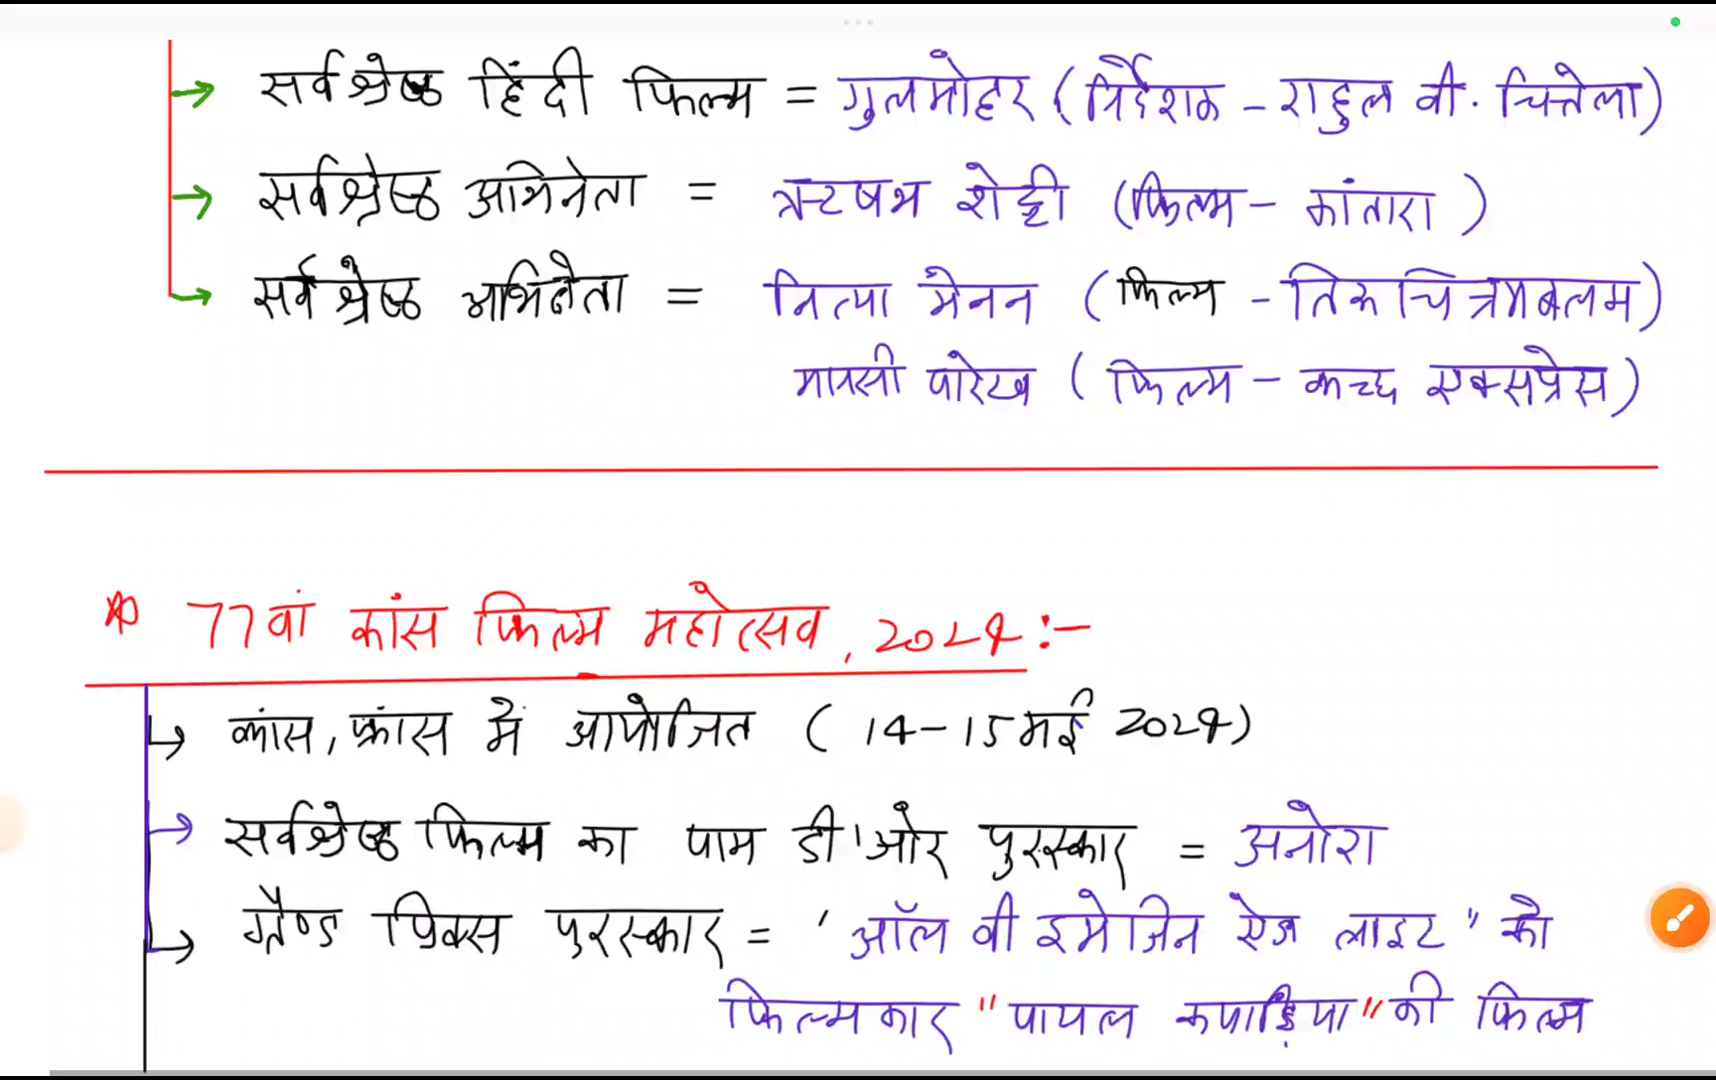 सर्वश्रेष्ठ हिंदी फिल्म = गुलमोहर (निर्देशक - राहुल वी. चित्तेला)
सर्वश्रेष्ठ अभिनेता = ऋषभ शेट्टी (फिल्म - कांतारा)
सर्वश्रेष्ठ अभिनेता = नित्या मेनन (फिल्म - तिरुचित्रमबलम)
मानसी पारेख (फिल्म - कच्छ एक्सप्रेस)
* 77वां कांस फिल्म महोत्सव, 2024 :-
कांस, फ्रांस में आयोजित (14-15 मई 2024)
सर्वश्रेष्ठ फिल्म का पाम डी'ओर पुरस्कार = अनोरा
ग्रैण्ड प्रिक्स पुरस्कार = 'ऑल वी इमेजिन ऐज लाइट" को
फिल्मकार "पायल कपाड़िया" की फिल्म